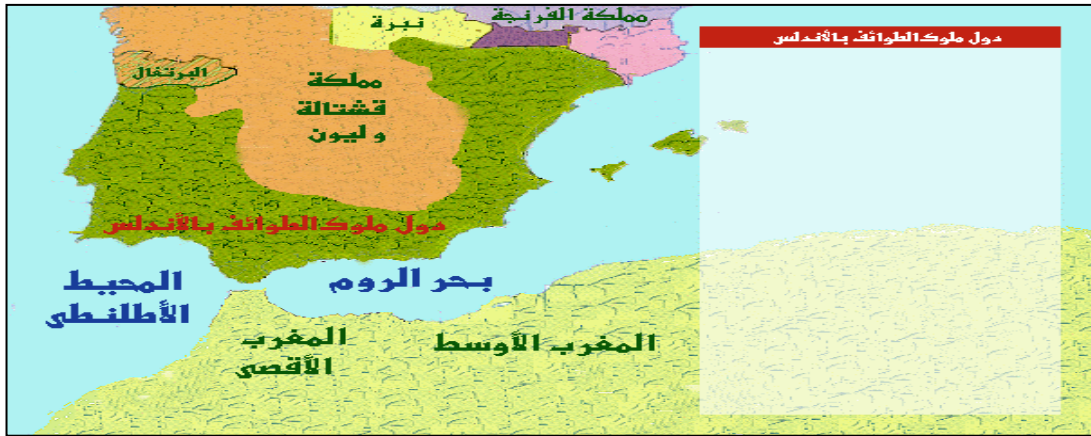 مملكة الفرنجة
نبرة
دول ملوك الطوائف بالأندلس
البرتغال
مملكة
قشتالة
و ليون
دول ملوك الطوائف بالأندلس
المحيط
الأطلنطى
بحر الروم
المغرب
الأقصى
المغرب الأوسط